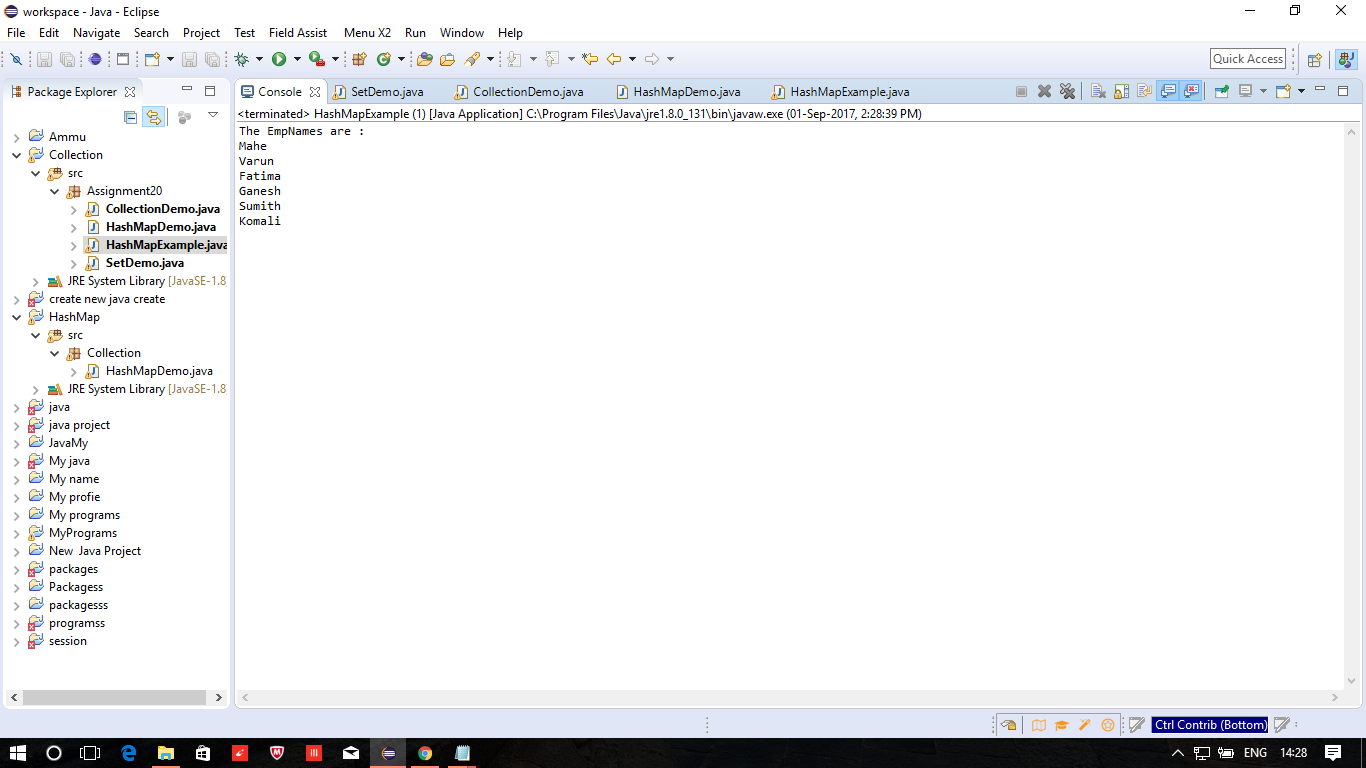 workspace - Java - Eclipse
File Edit Navigate Search Project Test Field Assist Menu X2 Run Window Help
Quick Access
Package Explorer
Ammu
Collection
src
Assignment20
CollectionDemo.java
HashMapDemo.java
HashMapExample.java
SetDemo.java
JRE System Library [JavaSE-1.8
create new java create
HashMap
src
Collection
HashMapDemo.java
JRE System Library [JavaSE-1.8
java
java project
JavaMy
My java
My name
My profie
My programs
MyPrograms
New Java Project
packages
Packagess
packagesss
programss
session
Console SetDemo.java CollectionDemo.java HashMapDemo.java HashMapExample.java
<terminated> HashMapExample (1) [Java Application] C:\Program Files\Java\jre1.8.0_131\bin\javaw.exe (01-Sep-2017, 2:28:39 PM)
The EmpNames are :
Mahe
Varun
Fatima
Ganesh
Sumith
Komali
Ctrl Contrib (Bottom)
ENG 14:28